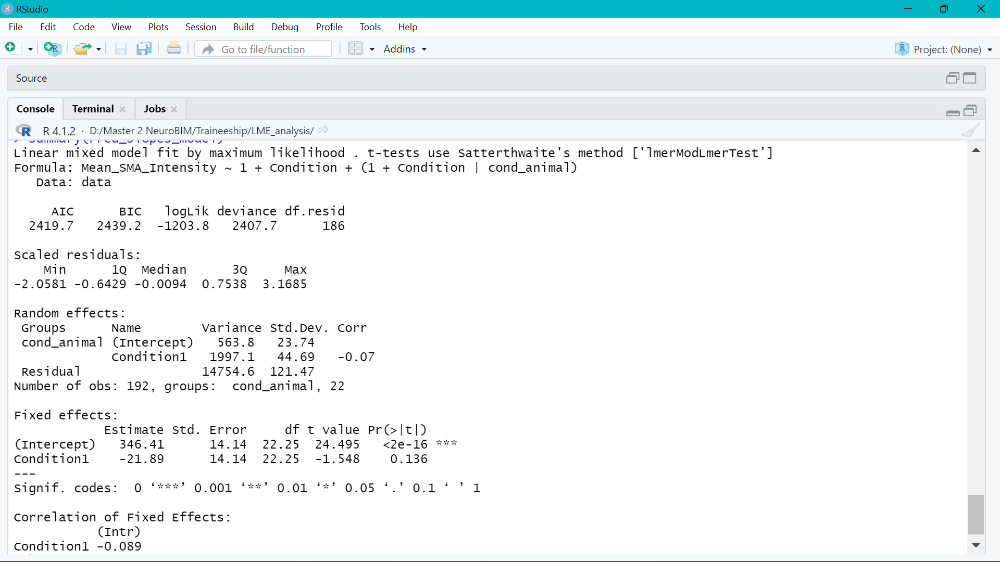 RStudio
File Edit Code View Plots Session Build Debug Profile Tools Help
Go to file/function Addins Project: (None)
Source
Console Terminal Jobs
R 4.1.2 · D:/Master 2 NeuroBIM/Traineeship/LME_analysis/
Linear mixed model fit by maximum likelihood . t-tests use Satterthwaite's method ['lmerModLmerTest']
Formula: Mean_SMA_Intensity ~ 1 + Condition + (1 + Condition | cond_animal)
Data: data
AIC BIC logLik deviance df.resid
2419.7 2439.2 -1203.8 2407.7 186
Scaled residuals:
Min 1Q Median 3Q Max
-2.0581 -0.6429 -0.0094 0.7538 3.1685
Random effects:
Groups Name Variance Std.Dev. Corr
cond_animal (Intercept) 563.8 23.74
Condition1 1997.1 44.69 -0.07
Residual 14754.6 121.47
Number of obs: 192, groups: cond_animal, 22
Fixed effects:
Estimate Std. Error df t value Pr(>|t|)
(Intercept) 346.41 14.14 22.25 24.495 <2e-16 ***
Condition1 -21.89 14.14 22.25 -1.548 0.136
---
Signif. codes: 0 ‘***’ 0.001 ‘**’ 0.01 ‘*’ 0.05 ‘.’ 0.1 ‘ ’ 1
Correlation of Fixed Effects:
(Intr)
Condition1 -0.089